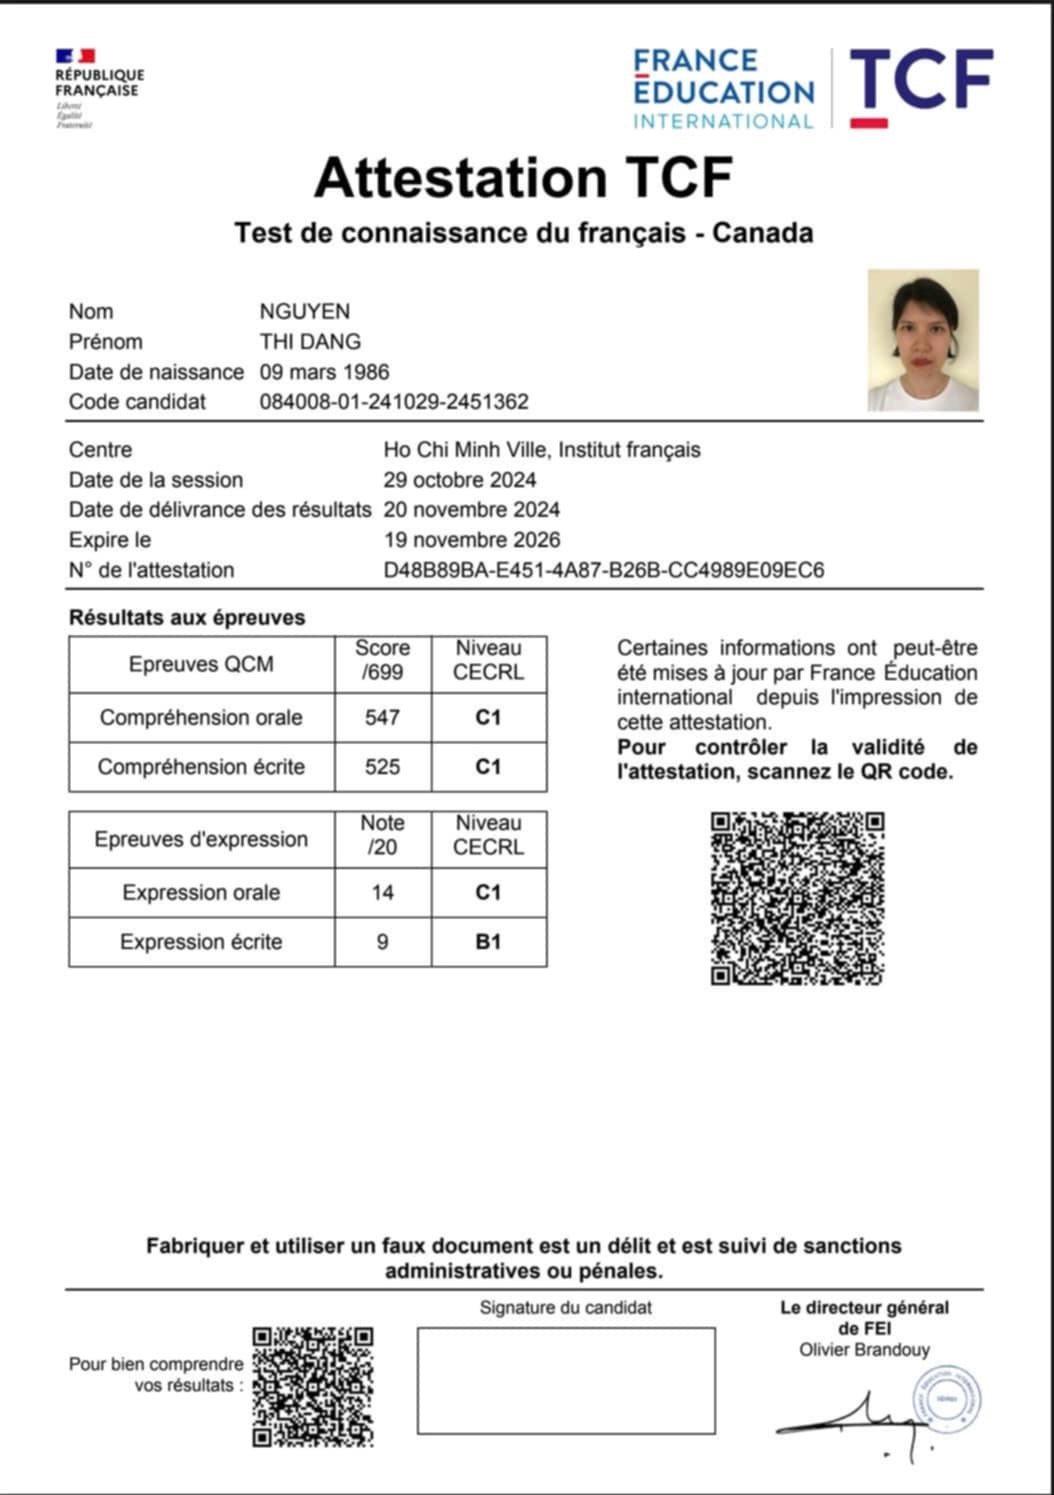 RÉPUBLIQUE
FRANÇAISE
Liberté
Égalité
Fraternité
FRANCE
ÉDUCATION
INTERNATIONAL
TCF
Attestation TCF
Test de connaissance du français - Canada
Nom NGUYEN
Prénom THI DANG
Date de naissance 09 mars 1986
Code candidat 084008-01-241029-2451362
Centre Ho Chi Minh Ville, Institut français
Date de la session 29 octobre 2024
Date de délivrance des résultats 20 novembre 2024
Expire le 19 novembre 2026
N° de l'attestation D48B89BA-E451-4A87-B26B-CC4989E09EC6
Résultats aux épreuves
Epreuves QCM Score /699 Niveau CECRL
Compréhension orale 547 C1
Compréhension écrite 525 C1
Epreuves d'expression Note /20 Niveau CECRL
Expression orale 14 C1
Expression écrite 9 B1
Certaines informations ont peut-être
été mises à jour par France Éducation
international depuis l'impression de
cette attestation.
Pour contrôler la validité de
l'attestation, scannez le QR code.
Fabriquer et utiliser un faux document est un délit et est suivi de sanctions
administratives ou pénales.
Pour bien comprendre
vos résultats :
Signature du candidat
Le directeur général
de FEI
Olivier Brandouy